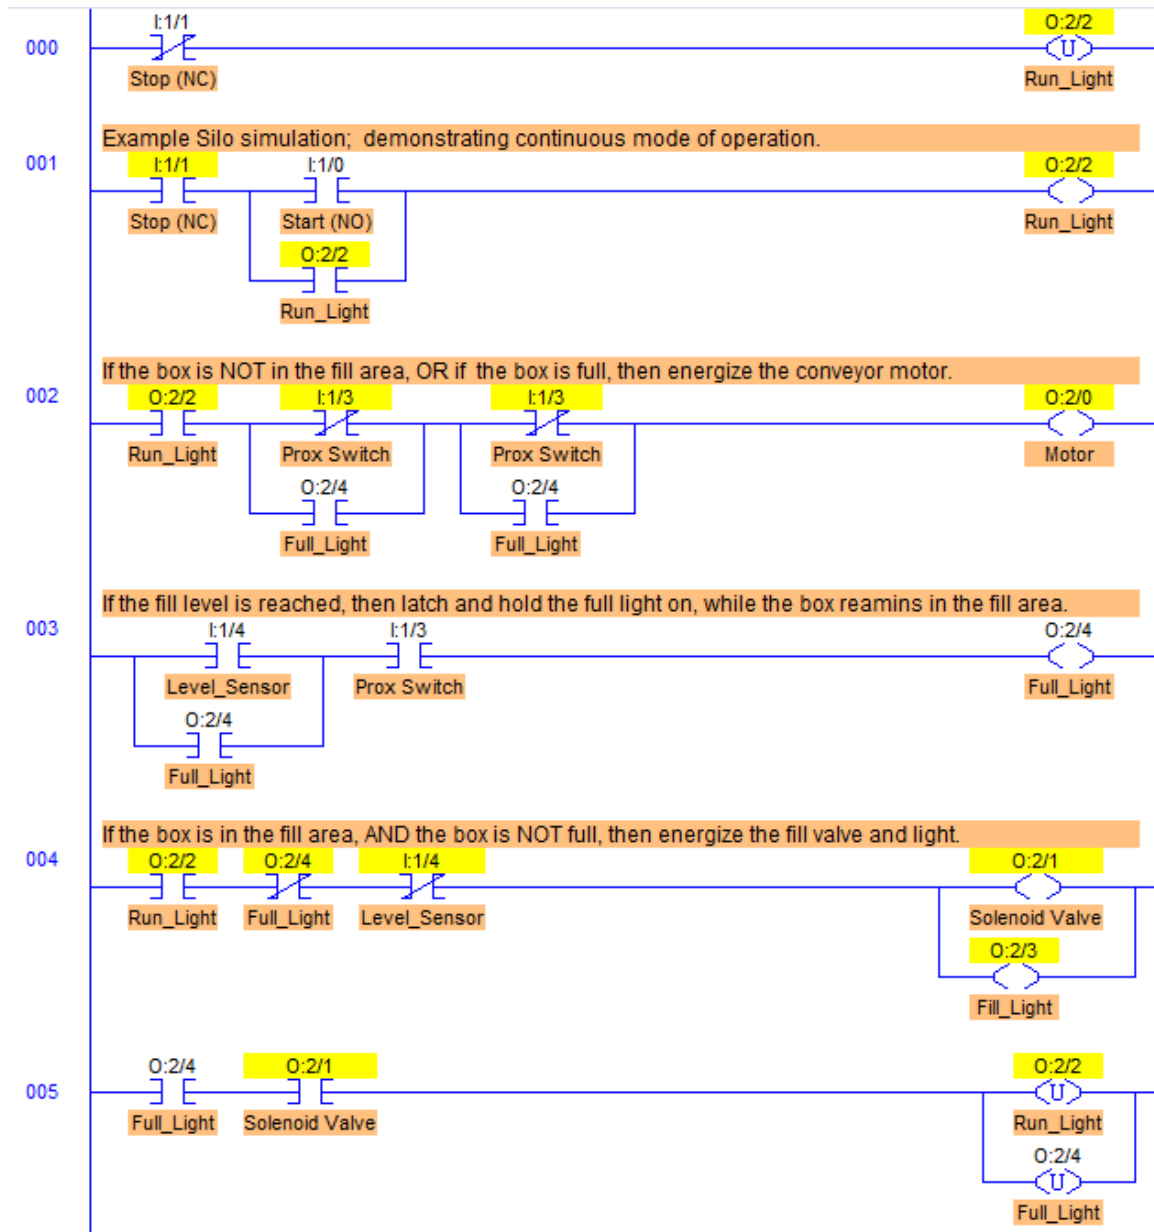 I:1/1 O:2/2
000 U
Stop (NC) Run_Light
Example Silo simulation;  demonstrating continuous mode of operation.
001 I:1/1 I:1/0 O:2/2
Stop (NC) Start (NO) Run_Light
O:2/2
Run_Light
If the box is NOT in the fill area, OR if  the box is full, then energize the conveyor motor.
002 O:2/2 I:1/3 I:1/3 O:2/0
Run_Light Prox Switch Prox Switch Motor
O:2/4 O:2/4
Full_Light Full_Light
If the fill level is reached, then latch and hold the full light on, while the box reamins in the fill area.
003 I:1/4 I:1/3 O:2/4
Level_Sensor Prox Switch Full_Light
O:2/4
Full_Light
If the box is in the fill area, AND the box is NOT full, then energize the fill valve and light.
004 O:2/2 O:2/4 I:1/4 O:2/1
Run_Light Full_Light Level_Sensor Solenoid Valve
O:2/3
Fill_Light
O:2/4 O:2/1 O:2/2
005 U
Full_Light Solenoid Valve Run_Light
O:2/4
U
Full_Light